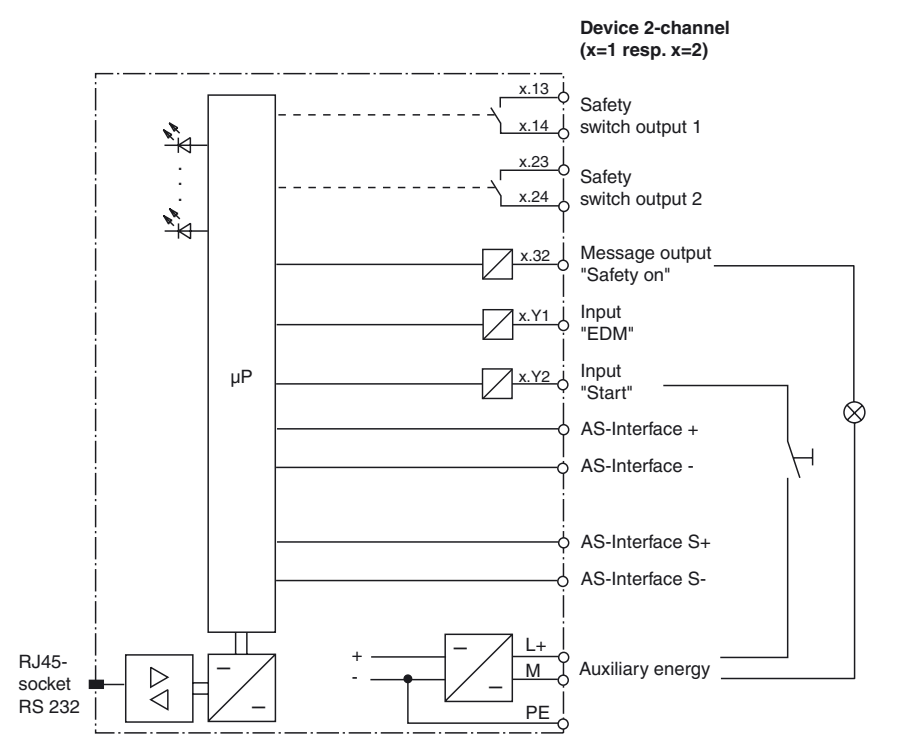 Device 2-channel
(x=1 resp. x=2)
x.13
Safety
switch output 1
x.14
x.23
Safety
switch output 2
x.24
x.32
Message output
"Safety on"
x.Y1
Input
"EDM"
µP
x.Y2
Input
"Start"
AS-Interface +
AS-Interface -
AS-Interface S+
AS-Interface S-
RJ45-
socket
RS 232
+
-
L+
M
Auxiliary energy
PE